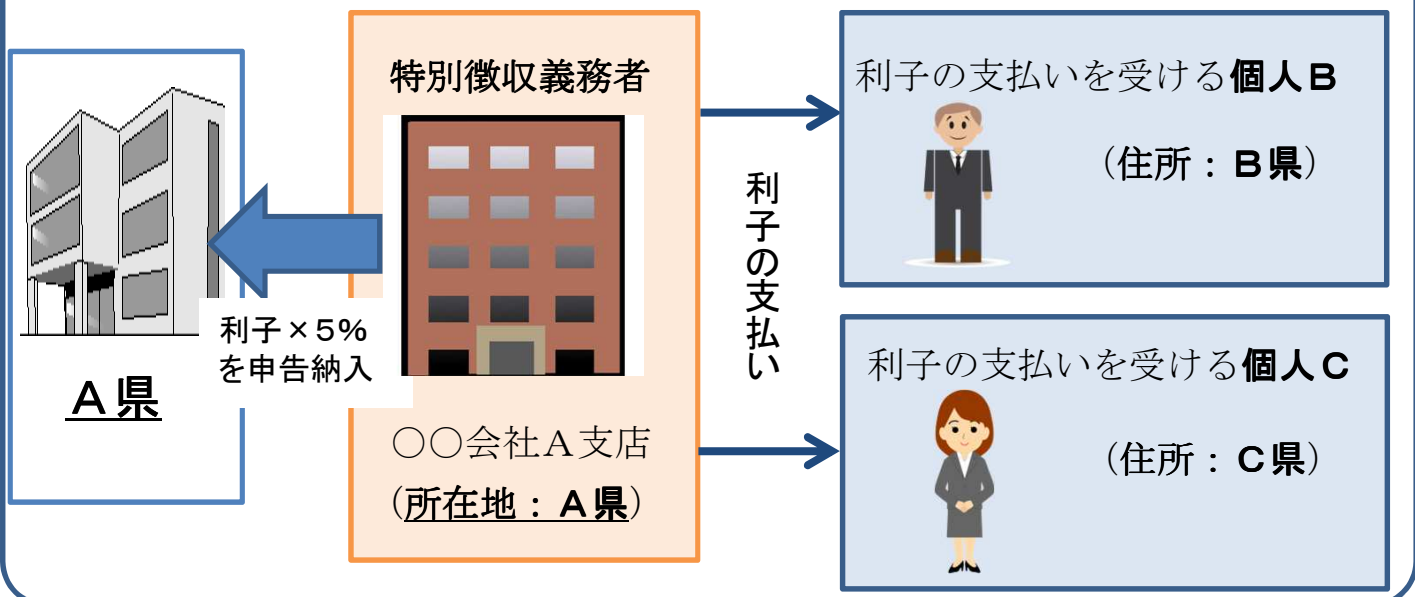 特別徴収義務者
利子×5%
を申告納入
A県
○○会社A支店
(所在地：A県)
利子の支払い
利子の支払いを受ける個人B
(住所：B県)
利子の支払いを受ける個人C
(住所：C県)